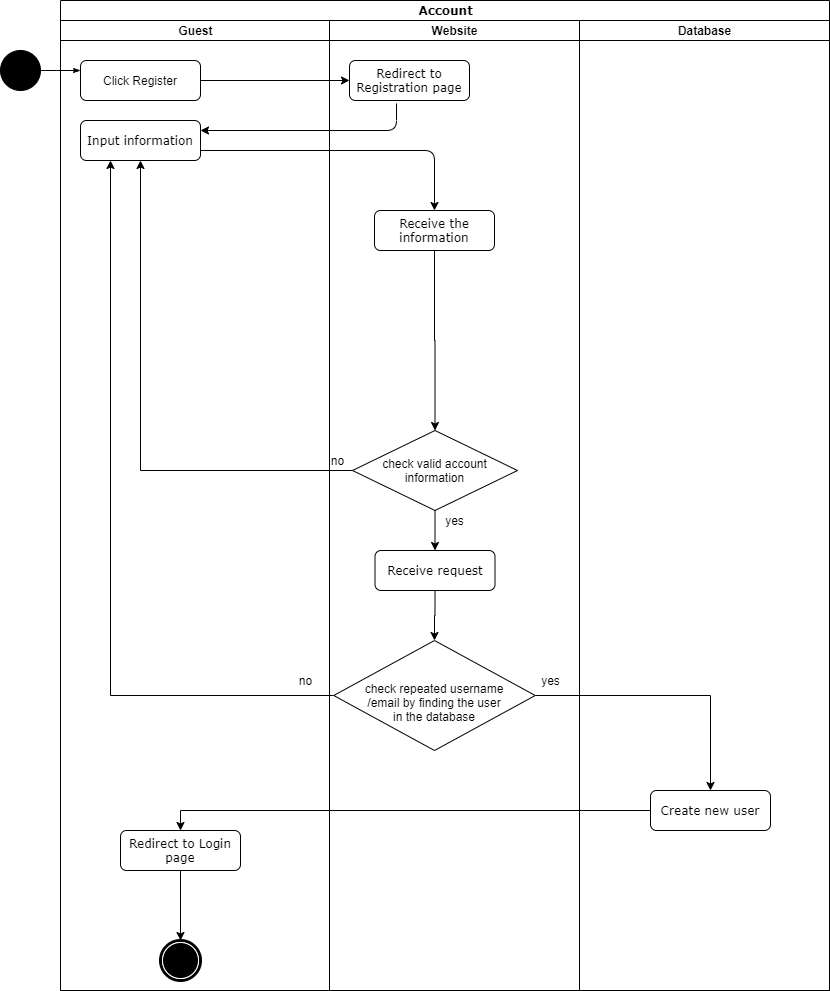 Account
Guest
Website
Database
Click Register
Redirect to
Registration page
Input information
Receive the
information
no
check valid account
information
yes
Receive request
no
check repeated username
/email by finding the user
in the database
yes
Create new user
Redirect to Login
page